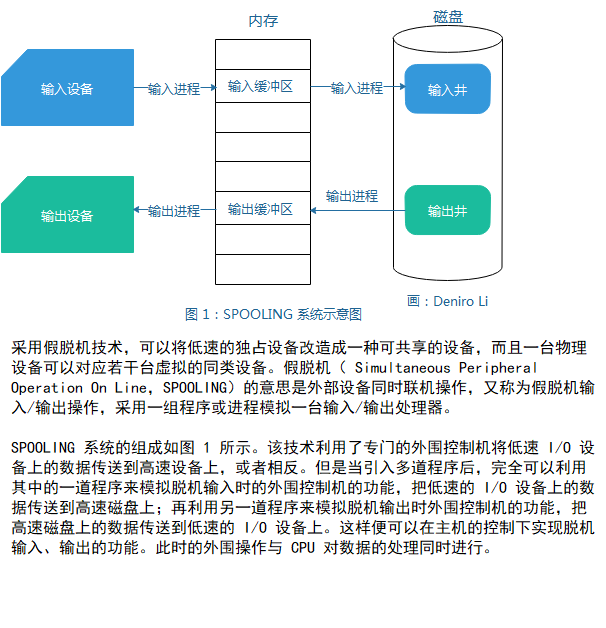 内存
磁盘
输入设备
输入进程
输入缓冲区
输入进程
输入井
输出设备
输出进程
输出缓冲区
输出进程
输出井
画：Deniro Li
图 1：SPOOLING 系统示意图
采用假脱机技术，可以将低速的独占设备改造成一种可共享的设备，而且一台物理
设备可以对应若干台虚拟的同类设备。假脱机（ Simultaneous Peripheral
Operation On Line，SPOOLING）的意思是外部设备同时联机操作，又称为假脱机输
入/输出操作，采用一组程序或进程模拟一台输入/输出处理器。
SPOOLING 系统的组成如图 1 所示。该技术利用了专门的外围控制机将低速 I/O 设
备上的数据传送到高速设备上，或者相反。但是当引入多道程序后，完全可以利用
其中的一道程序来模拟脱机输入时的外围控制机的功能，把低速的 I/O 设备上的数
据传送到高速磁盘上；再利用另一道程序来模拟脱机输出时外围控制机的功能，把
高速磁盘上的数据传送到低速的 I/O 设备上。这样便可以在主机的控制下实现脱机
输入、输出的功能。此时的外围操作与 CPU 对数据的处理同时进行。